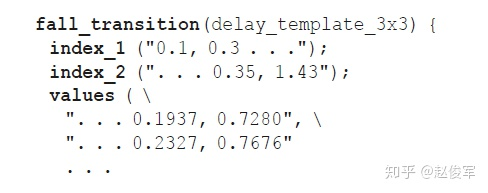 fall_transition(delay_template_3x3) {
index_1 ("0.1, 0.3 . . .");
index_2 (". . . 0.35, 1.43");
values ( \
". . . 0.1937, 0.7280", \
". . . 0.2327, 0.7676"
. . .
知乎 @赵俊军